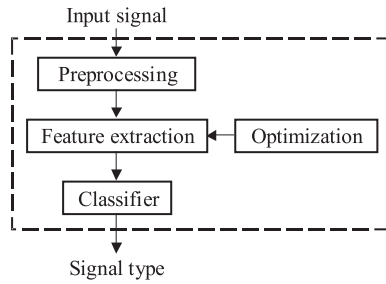 Input signal
Preprocessing
Feature extraction
Optimization
Classifier
Signal type